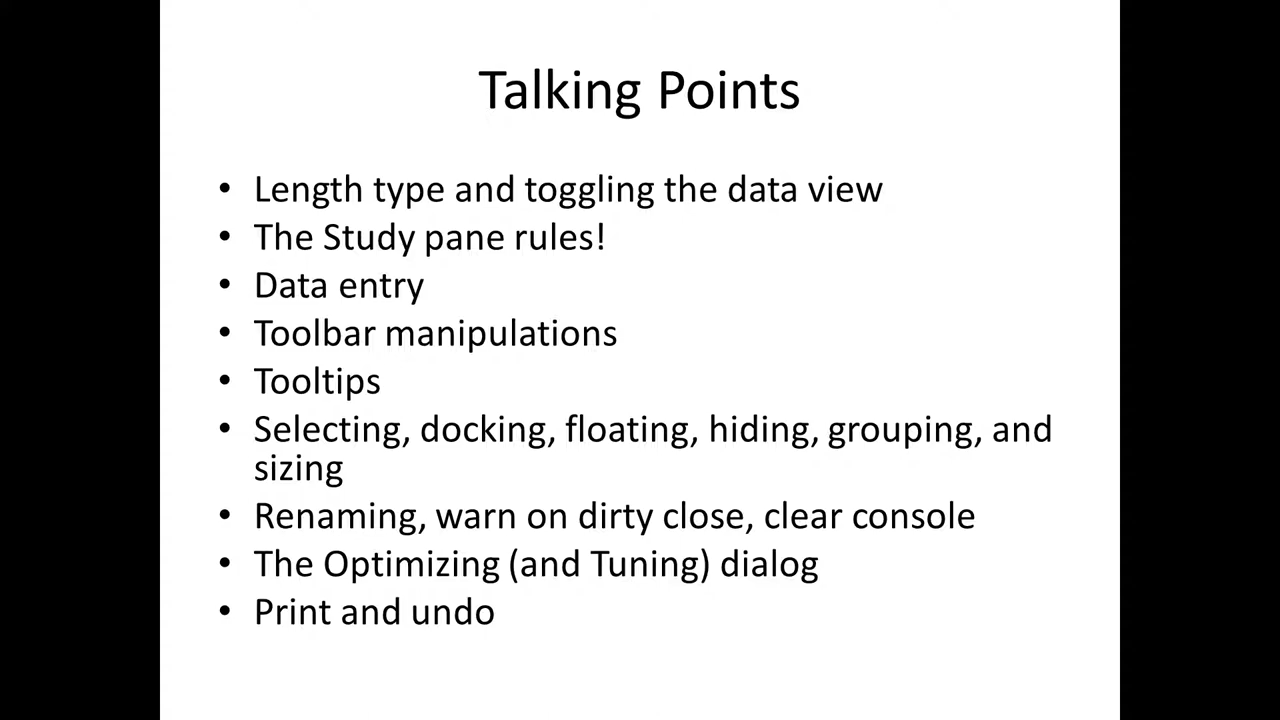 Talking Points
• Length type and toggling the data view
• The Study pane rules!
• Data entry
• Toolbar manipulations
• Tooltips
• Selecting, docking, floating, hiding, grouping, and
sizing
• Renaming, warn on dirty close, clear console
• The Optimizing (and Tuning) dialog
• Print and undo